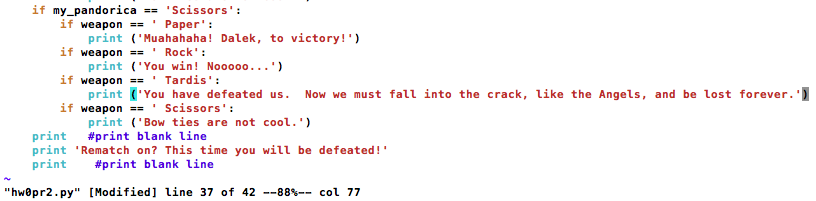 if my_pandorica == 'Scissors':
if weapon == ' Paper':
print ('Muahahaha! Dalek, to victory!')
if weapon == ' Rock':
print ('You win! Nooooo...')
if weapon == ' Tardis':
print ('You have defeated us.  Now we must fall into the crack, like the Angels, and be lost forever.')
if weapon == ' Scissors':
print ('Bow ties are not cool.')
print   #print blank line
print 'Rematch on? This time you will be defeated!'
print    #print blank line
~
"hw0pr2.py" [Modified] line 37 of 42 --88%-- col 77